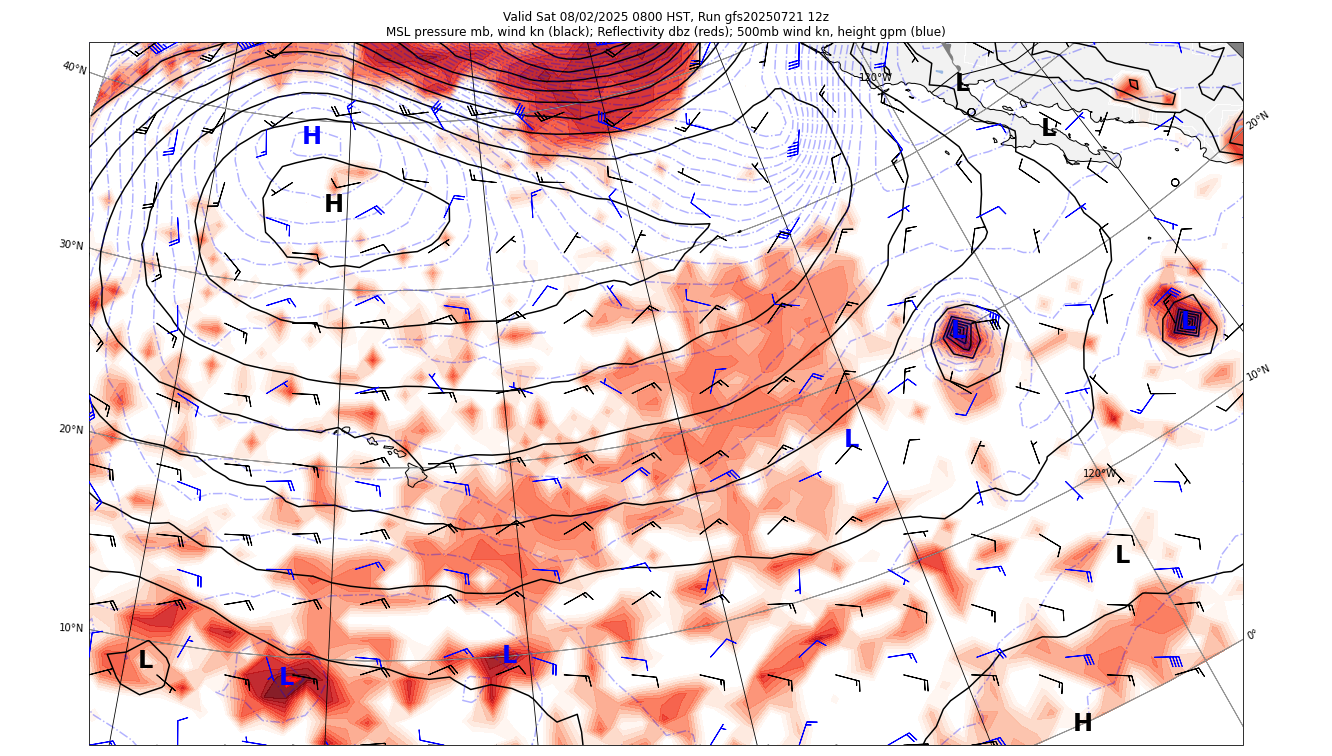 Valid Sat 08/02/2025 0800 HST, Run gfs20250721 12z
MSL pressure mb, wind kn (black); Reflectivity dbz (reds); 500mb wind kn, height gpm (blue)
40°N
120°W
L
20°N
L
H
H
30°N
L
L
10°N
20°N
L
120°W
L
10°N
0°
L
L
L
H